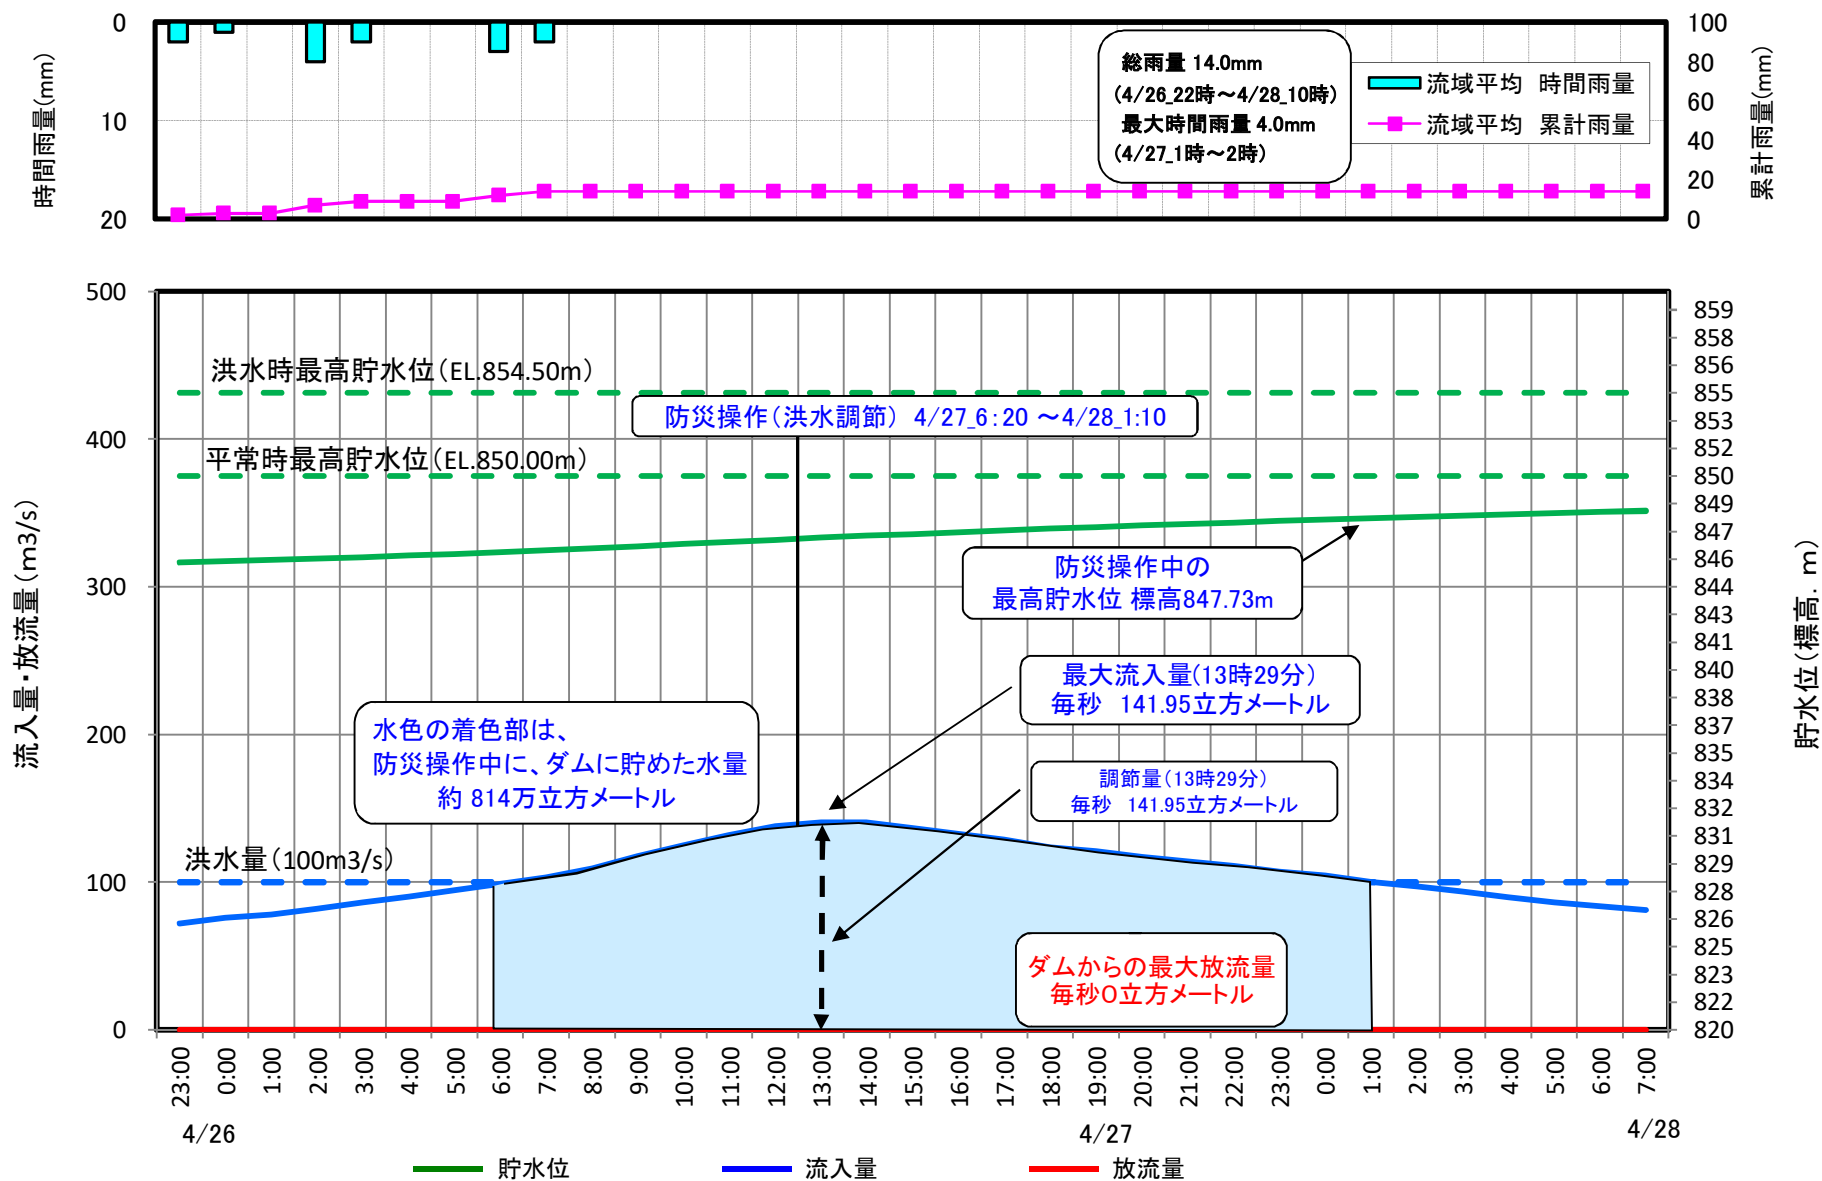 0
10
20
時間雨量(mm)
100
80
60
40
20
0
累計雨量(mm)
総雨量 14.0mm
(4/26_22時～4/28_10時)
最大時間雨量 4.0mm
(4/27_1時～2時)
流域平均　時間雨量
流域平均　累計雨量
500
400
300
200
100
0
流入量・放流量（m3/s）
859
858
856
855
853
852
850
849
847
846
844
843
841
840
838
837
835
834
832
831
829
828
826
825
823
822
820
貯水位（標高．m）
洪水時最高貯水位（EL.854.50m）
防災操作（洪水調節）　4/27_6：20 ～4/28_1:10
平常時最高貯水位（EL.850.00m）
防災操作中の
最高貯水位 標高847.73m
最大流入量(13時29分）
毎秒　141.95立方メートル
水色の着色部は、
防災操作中に、ダムに貯めた水量
約 814万立方メートル
調節量（13時29分）
毎秒　141.95立方メートル
洪水量（100m3/s）
ダムからの最大放流量
毎秒0立方メートル
23:00
0:00
1:00
2:00
3:00
4:00
5:00
6:00
7:00
8:00
9:00
10:00
11:00
12:00
13:00
14:00
15:00
16:00
17:00
18:00
19:00
20:00
21:00
22:00
23:00
0:00
1:00
2:00
3:00
4:00
5:00
6:00
7:00
4/26
4/27
4/28
貯水位
流入量
放流量